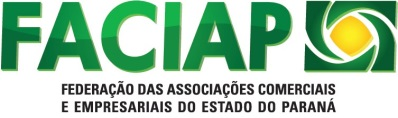 FACIAP
FEDERAÇÃO DAS ASSOCIAÇÕES COMERCIAIS
E EMPRESARIAIS DO ESTADO DO PARANÁ